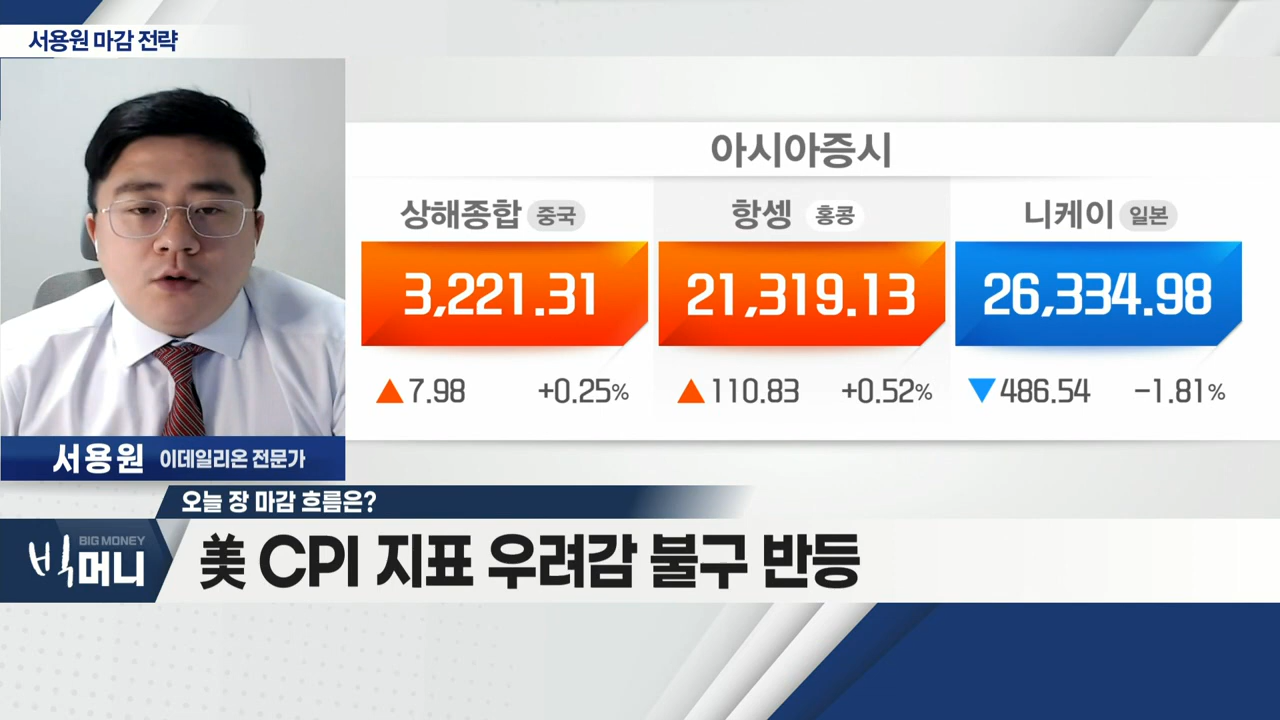 서용원 마감 전략
아시아증시
상해종합 중국
항셍 홍콩
니케이 일본
3,221.31
21,319.13
26,334.98
▲7.98 +0.25%
▲110.83 +0.52%
▼486.54 -1.81%
서용원 이데일리온 전문가
오늘 장 마감 흐름은?
BIG MONEY
빅머니
美 CPI 지표 우려감 불구 반등